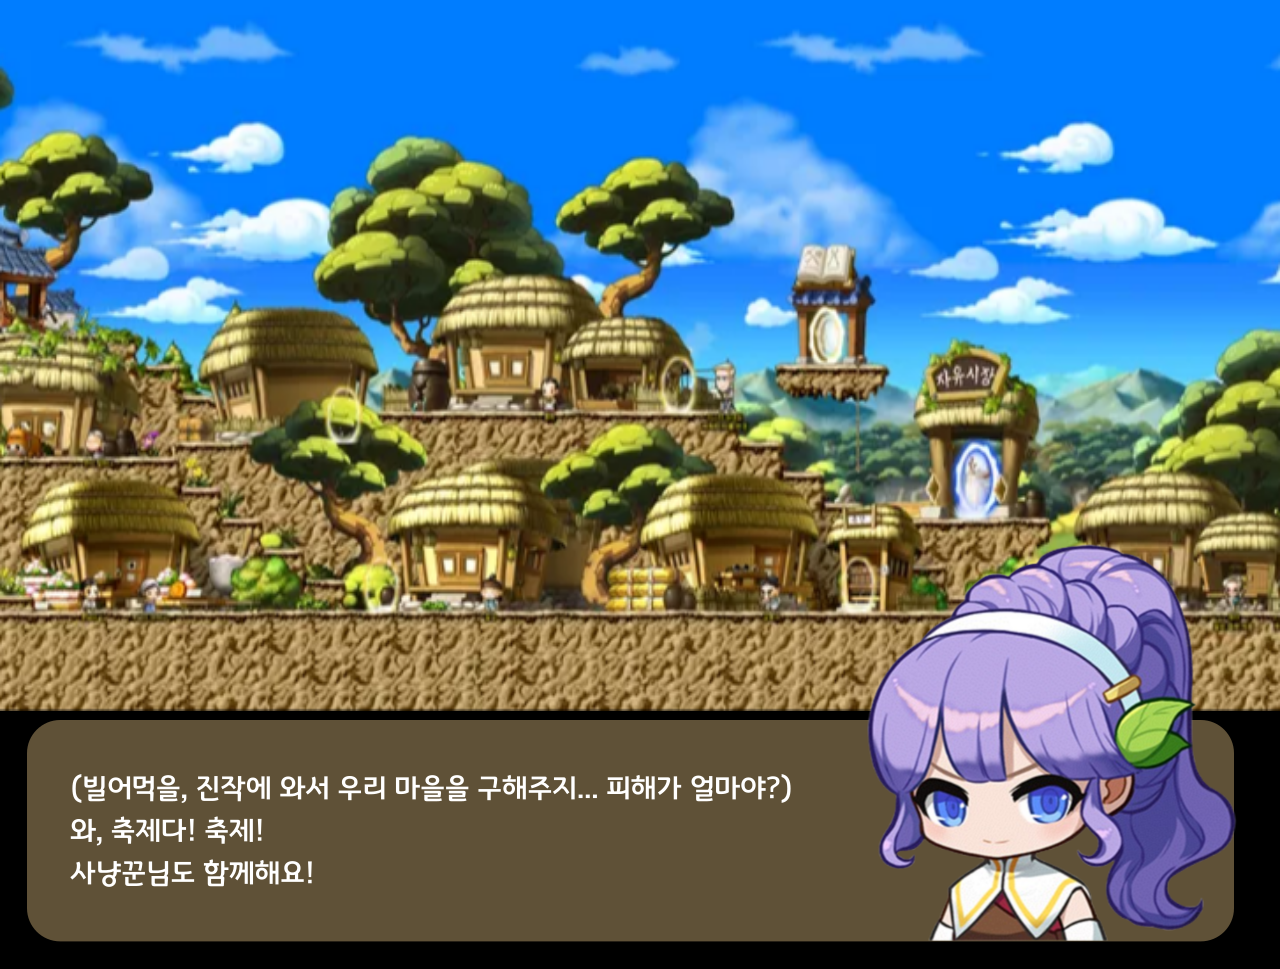 자유시장
(빌어먹을, 진작에 와서 우리 마을을 구해주지... 피해가 얼마야?)
와, 축제다! 축제!
사냥꾼님도 함께해요!